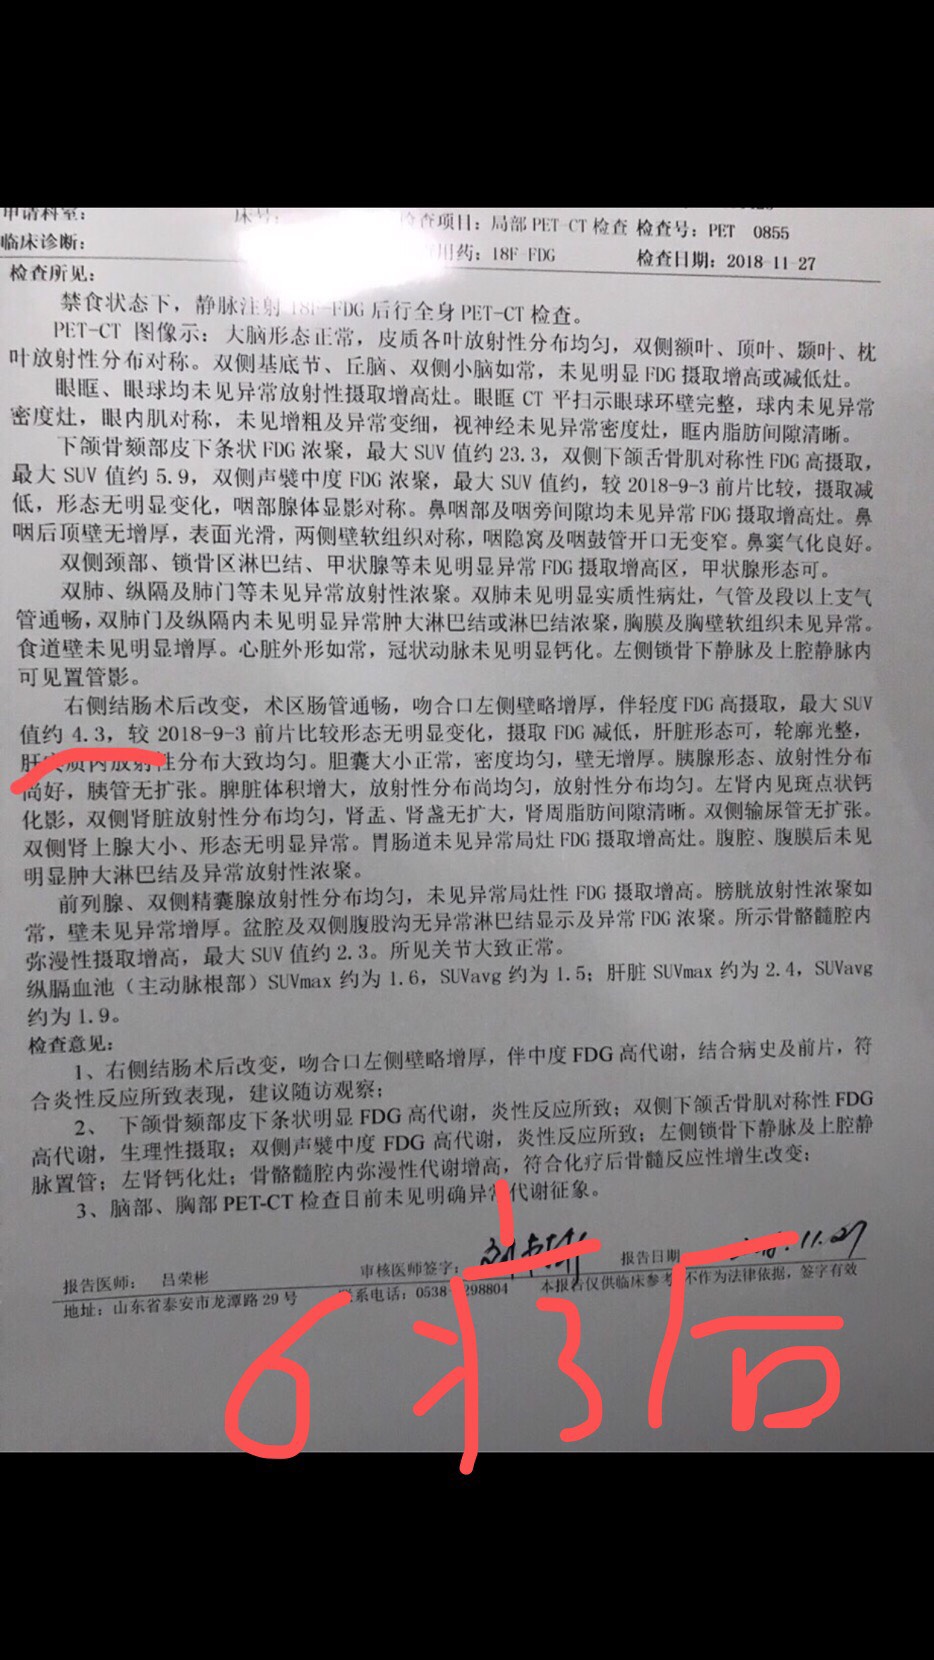 申请科室：
床号：
检查项目：局部 PET-CT 检查 检查号：PET 0855
临床诊断：
用药：18F-FDG
检查日期：2018-11-27
检查所见：
禁食状态下，静脉注射 18F-FDG 后行全身 PET-CT 检查。
PET-CT 图像示：大脑形态正常，皮质各叶放射性分布均匀，双侧额叶、顶叶、颞叶、枕
叶放射性分布对称。双侧基底节、丘脑、双侧小脑如常，未见明显 FDG 摄取增高或减低灶。
眼眶、眼球均未见异常放射性摄取增高灶。眼眶 CT 平扫示眼球环壁完整，球内未见异常
密度灶，眼内肌对称，未见增粗及异常变细，视神经未见异常密度灶，眶内脂肪间隙清晰。
下颌骨颏部皮下条状 FDG 浓聚，最大 SUV 值约 23.3，双侧下颌舌骨肌对称性 FDG 高摄取，
最大 SUV 值约 5.9，双侧声襞中度 FDG 浓聚，最大 SUV 值约，较 2018-9-3 前片比较，摄取减
低，形态无明显变化，咽部腺体显影对称。鼻咽部及咽旁间隙均未见异常 FDG 摄取增高灶。鼻
咽后顶壁无增厚，表面光滑，两侧壁软组织对称，咽隐窝及咽鼓管开口无变窄。鼻窦气化良好。
双侧颈部、锁骨区淋巴结、甲状腺等未见明显异常 FDG 摄取增高区，甲状腺形态可。
双肺、纵隔及肺门等未见异常放射性浓聚。双肺未见明显实质性病灶，气管及段以上支气
管通畅，双肺门及纵隔内未见明显异常肿大淋巴结或淋巴结浓聚，胸膜及胸壁软组织未见异常。
食道壁未见明显增厚。心脏外形如常，冠状动脉未见明显钙化。左侧锁骨下静脉及上腔静脉内
可见置管影。
右侧结肠术后改变，术区肠管通畅，吻合口左侧壁略增厚，伴轻度 FDG 高摄取，最大 SUV
值约 4.3，较 2018-9-3 前片比较形态无明显变化，摄取 FDG 减低，肝脏形态可，轮廓光整，
肝实质内放射性分布大致均匀。胆囊大小正常，密度均匀，壁无增厚。胰腺形态、放射性分布
尚好，胰管无扩张。脾脏体积增大，放射性分布尚均匀，放射性分布均匀。左肾内见斑点状钙
化影，双侧肾脏放射性分布均匀，肾盂、肾盏无扩大，肾周脂肪间隙清晰。双侧输尿管无扩张。
双侧肾上腺大小、形态无明显异常。胃肠道未见异常局灶 FDG 摄取增高灶。腹腔、腹膜后未见
明显肿大淋巴结及异常放射性浓聚。
前列腺、双侧精囊腺放射性分布均匀，未见异常局灶性 FDG 摄取增高。膀胱放射性浓聚如
常，壁未见异常增厚。盆腔及双侧腹股沟无异常淋巴结显示及异常 FDG 浓聚。所示骨骼髓腔内
弥漫性摄取增高，最大 SUV 值约 2.3。所见关节大致正常。
纵膈血池（主动脉根部）SUVmax 约为 1.6，SUVavg 约为 1.5；肝脏 SUVmax 约为 2.4，SUVavg
约为 1.9。
检查意见：
1、右侧结肠术后改变，吻合口左侧壁略增厚，伴中度 FDG 高代谢，结合病史及前片，符
合炎性反应所致表现，建议随访观察；
2、 下颌骨颏部皮下条状明显 FDG 高代谢，炎性反应所致；双侧下颌舌骨肌对称性 FDG
高代谢，生理性摄取；双侧声襞中度 FDG 高代谢，炎性反应所致；左侧锁骨下静脉及上腔静
脉置管；左肾钙化灶；骨骼髓腔内弥漫性代谢增高，符合化疗后骨髓反应性增生改变；
3、脑部、胸部 PET-CT 检查目前未见明确异常代谢征象。
报告医师： 吕荣彬
审核医师签字：
报告日期
11.27
地址：山东省泰安市龙潭路 29 号
联系电话：0538-
298804
本报告仅供临床参考
不作为法律依据，签字有效
6疗后